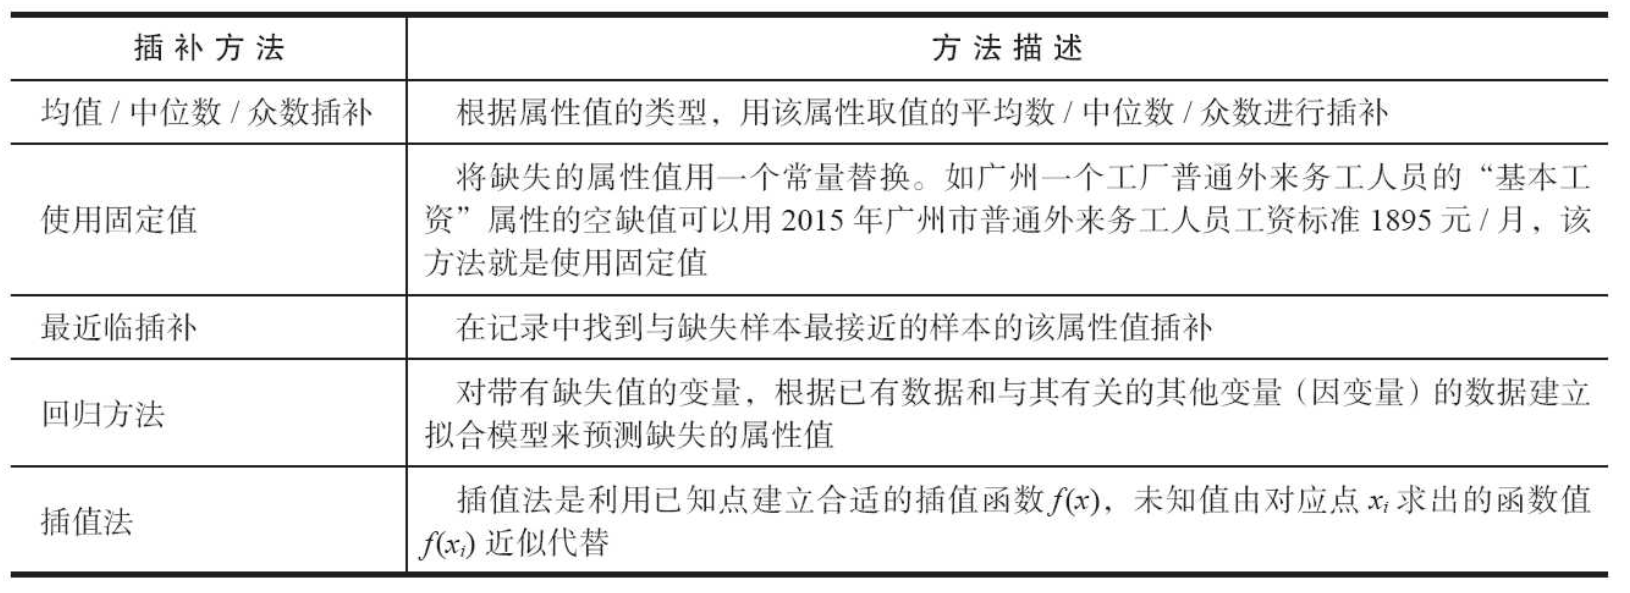 插补方法 方法描述
均值/中位数/众数插补 根据属性值的类型，用该属性取值的平均数/中位数/众数进行插补
使用固定值
将缺失的属性值用一个常量替换。如广州一个工厂普通外来务工人员的“基本工
资”属性的空缺值可以用 2015 年广州市普通外来务工人员工资标准 1895 元/月，该
方法就是使用固定值
最近临插补 在记录中找到与缺失样本最接近的样本的该属性值插补
回归方法
对带有缺失值的变量，根据已有数据和与其有关的其他变量（因变量）的数据建立
拟合模型来预测缺失的属性值
插值法
插值法是利用已知点建立合适的插值函数 f(x)，未知值由对应点 xᵢ 求出的函数值
f(xᵢ) 近似代替